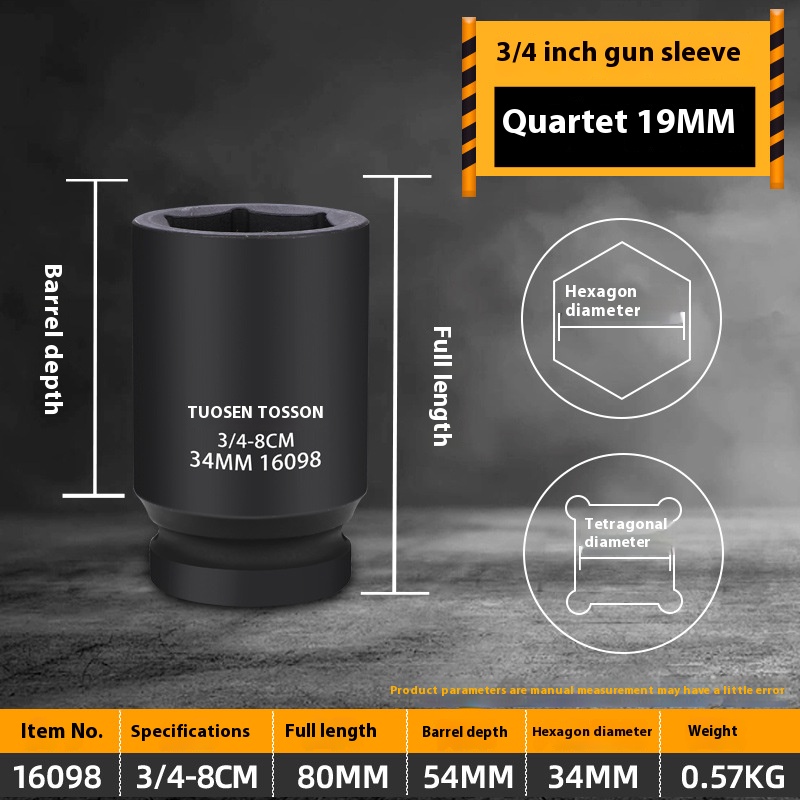 3/4 inch gun sleeve
Quartet 19MM
Barrel depth
Full length
TUOSEN TOSSON
3/4-8CM
34MM 16098
Hexagon
diameter
Tetragonal
diameter
Product parameters are manual measurement may have a little error
Item No. Specifications Full length Barrel depth Hexagon diameter Weight
16098 3/4-8CM 80MM 54MM 34MM 0.57KG